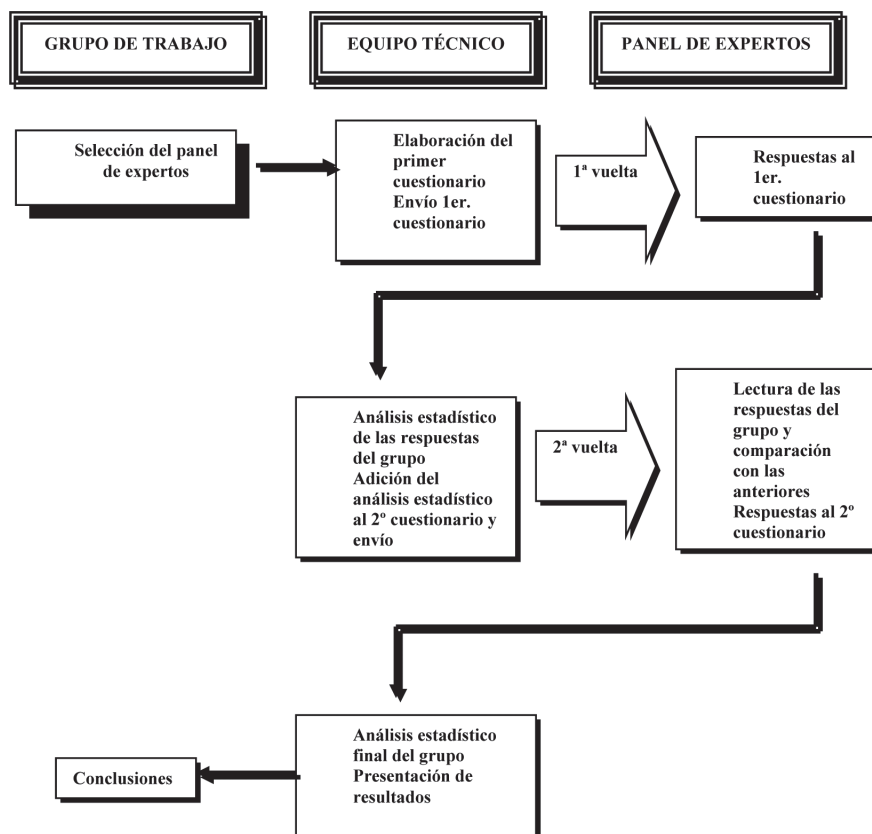 GRUPO DE TRABAJO
EQUIPO TÉCNICO
PANEL DE EXPERTOS
Selección del panel
de expertos
Elaboración del
primer
cuestionario
Envío 1er.
cuestionario
1ª vuelta
Respuestas al
1er.
cuestionario
Análisis estadístico
de las respuestas
del grupo
Adición del
análisis estadístico
al 2º cuestionario y
envío
2ª vuelta
Lectura de las
respuestas del
grupo y
comparación
con las
anteriores
Respuestas al 2º
cuestionario
Análisis estadístico
final del grupo
Presentación de
resultados
Conclusiones